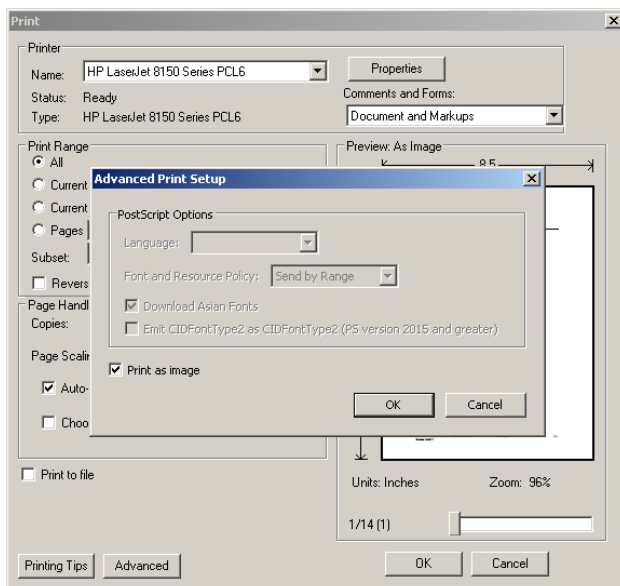 Print
Printer
Name: HP LaserJet 8150 Series PCL6 Properties
Status: Ready Comments and Forms:
Type: HP LaserJet 8150 Series PCL6 Document and Markups
Print Range Preview: As Image
All 8.5
Current
Current
Pages
Subset:
Revers
Page Handl
Copies:
Page Scalin
Auto-
Choo
Advanced Print Setup
PostScript Options
Language:
Font and Resource Policy: Send by Range
Download Asian Fonts
Emit CIDFontType2 as CIDFontType2 (PS version 2015 and greater)
Print as image
OK Cancel
Print to file
Units: Inches Zoom: 96%
1/14 (1)
Printing Tips Advanced OK Cancel